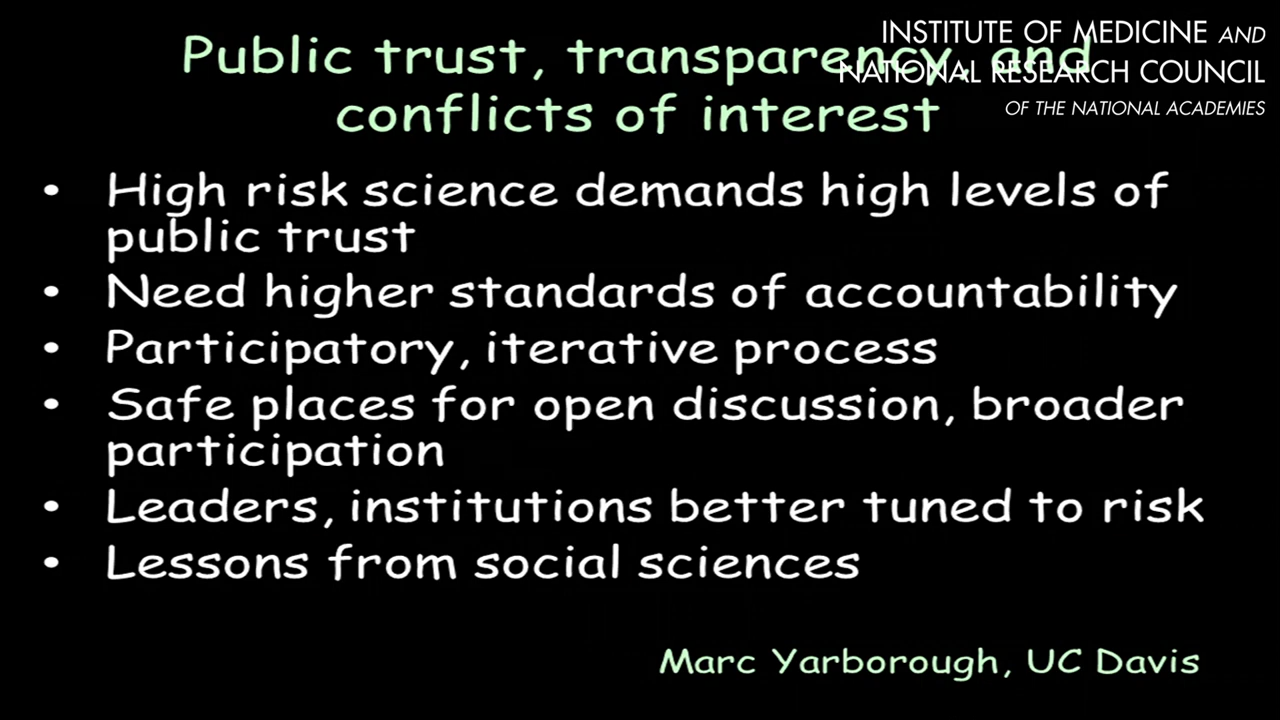 Public trust, transparency, and
conflicts of interest
INSTITUTE OF MEDICINE AND
NATIONAL RESEARCH COUNCIL
OF THE NATIONAL ACADEMIES
• High risk science demands high levels of
public trust
• Need higher standards of accountability
• Participatory, iterative process
• Safe places for open discussion, broader
participation
• Leaders, institutions better tuned to risk
• Lessons from social sciences
Marc Yarborough, UC Davis